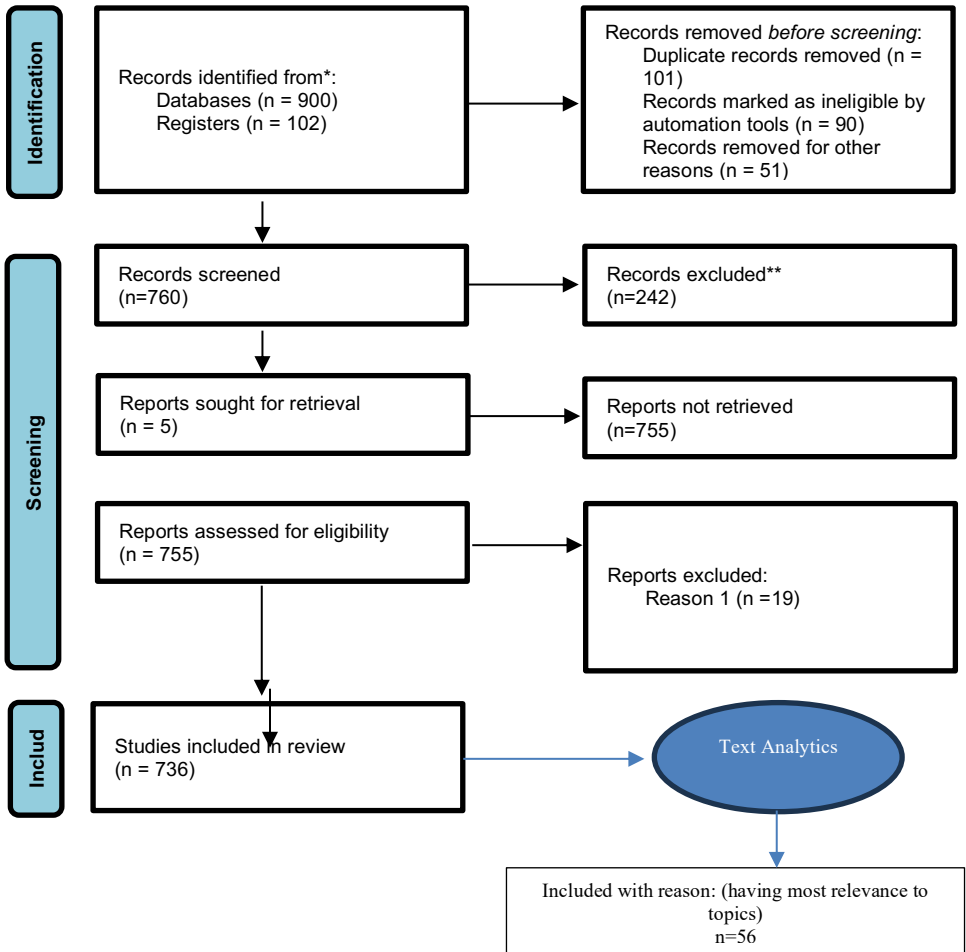 Identification
Records identified from*:
Databases (n = 900)
Registers (n = 102)
Records removed before screening:
Duplicate records removed (n =
101)
Records marked as ineligible by
automation tools (n = 90)
Records removed for other
reasons (n = 51)
Screening
Records screened
(n=760)
Records excluded**
(n=242)
Reports sought for retrieval
(n = 5)
Reports not retrieved
(n=755)
Reports assessed for eligibility
(n = 755)
Reports excluded:
Reason 1 (n =19)
Includ
Studies included in review
(n = 736)
Text Analytics
Included with reason: (having most relevance to
topics)
n=56